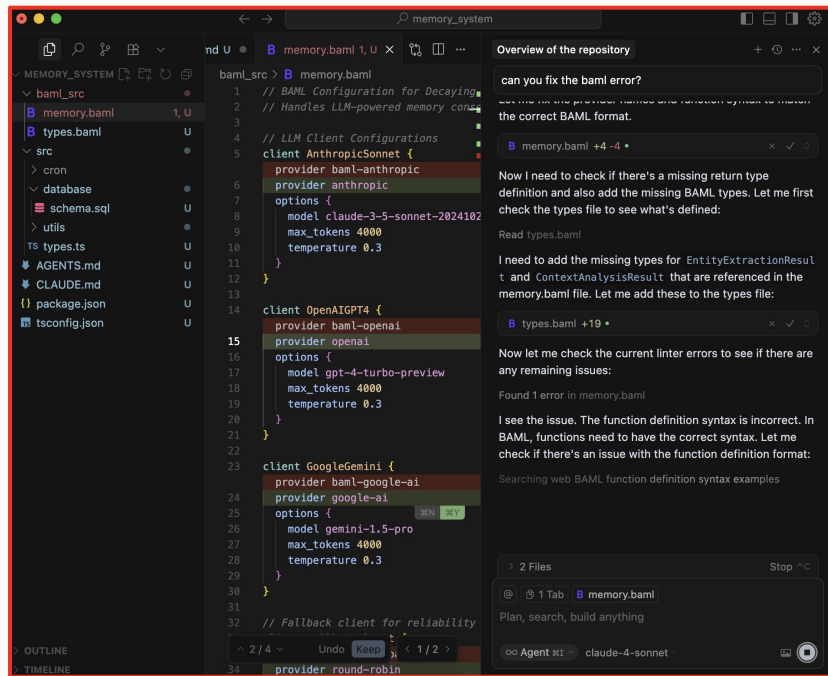 memory_system
MEMORY_SYSTEM
baml_src
memory.baml 1, U
types.baml U
src
cron
database
schema.sql U
utils
types.ts U
AGENTS.md U
CLAUDE.md U
package.json U
tsconfig.json U
OUTLINE
TIMELINE
md U
memory.baml 1, U
baml_src > memory.baml
1 // BAML Configuration for Decaying
2 // Handles LLM-powered memory cons
3
4 // LLM Client Configurations
5 client AnthropicSonnet {
provider baml-anthropic
6 provider anthropic
7 options {
8 model claude-3-5-sonnet-2024102
9 max_tokens 4000
10 temperature 0.3
11 }
12 }
13
14 client OpenAIGPT4 {
provider baml-openai
15 provider openai
16 options {
17 model gpt-4-turbo-preview
18 max_tokens 4000
19 temperature 0.3
20 }
21 }
22
23 client GoogleGemini {
provider baml-google-ai
24 provider google-ai
25 options {
⌘N ⌘Y
26 model gemini-1.5-pro
27 max_tokens 4000
28 temperature 0.3
29 }
30 }
31
32 // Fallback client for reliability
2 / 4 Undo Keep 1 / 2
34 provider round-robin
Overview of the repository
can you fix the baml error?
the correct BAML format.
memory.baml +4 -4
Now I need to check if there's a missing return type
definition and also add the missing BAML types. Let me first
check the types file to see what's defined:
Read types.baml
I need to add the missing types for EntityExtractionResul
t and ContextAnalysisResult that are referenced in the
memory.baml file. Let me add these to the types file:
types.baml +19
Now let me check the current linter errors to see if there are
any remaining issues:
Found 1 error in memory.baml
I see the issue. The function definition syntax is incorrect. In
BAML, functions need to have the correct syntax. Let me
check if there's an issue with the function definition format:
Searching web BAML function definition syntax examples
2 Files Stop ^C
@ 1 Tab memory.baml
Plan, search, build anything
Agent ⌘I claude-4-sonnet